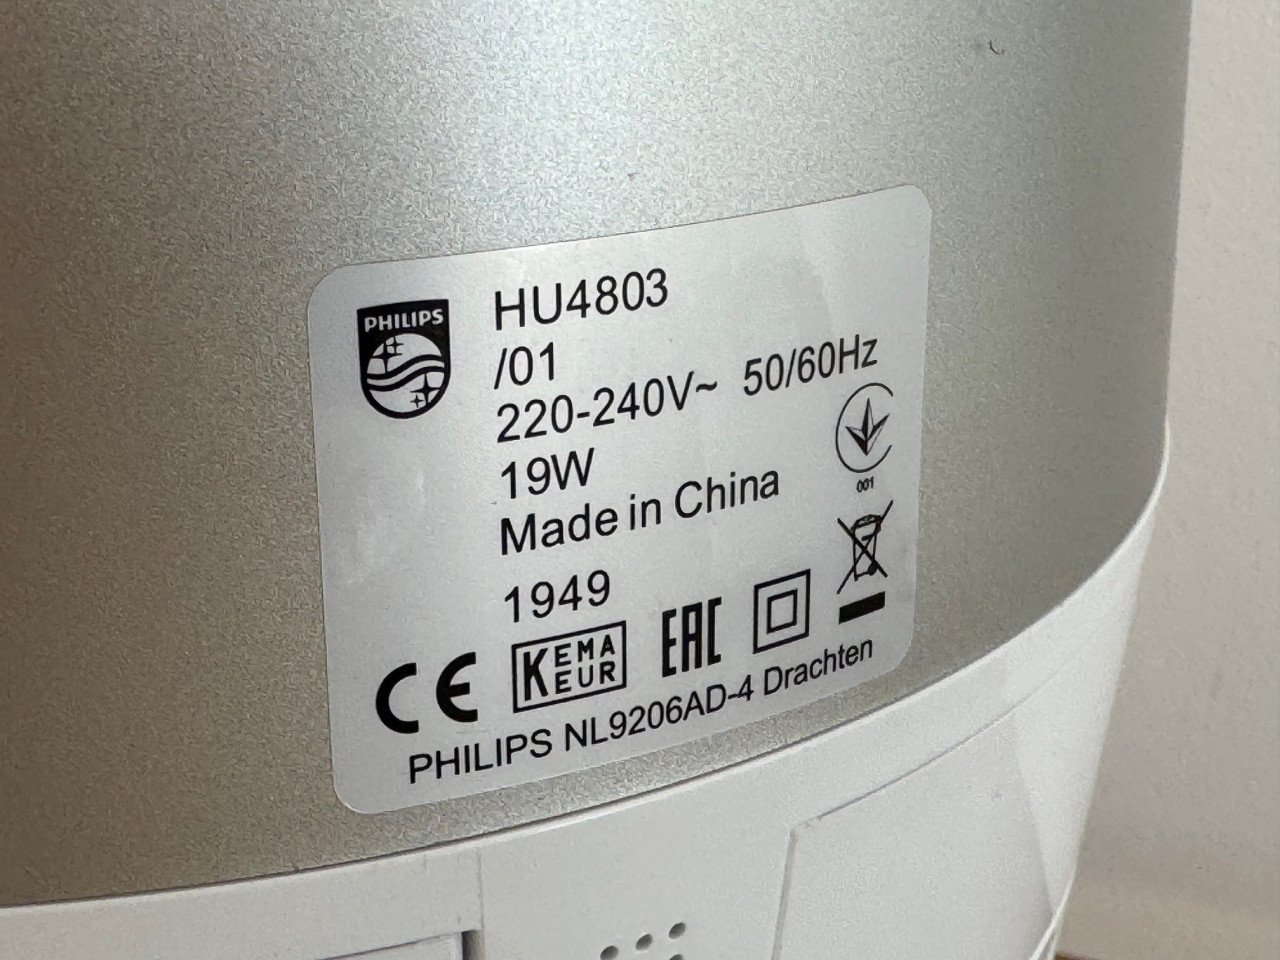 PHILIPS
HU4803
/01
220-240V~ 50/60Hz
19W
Made in China
001
1949
CE KEMA EUR EAC
PHILIPS NL9206AD-4 Drachten